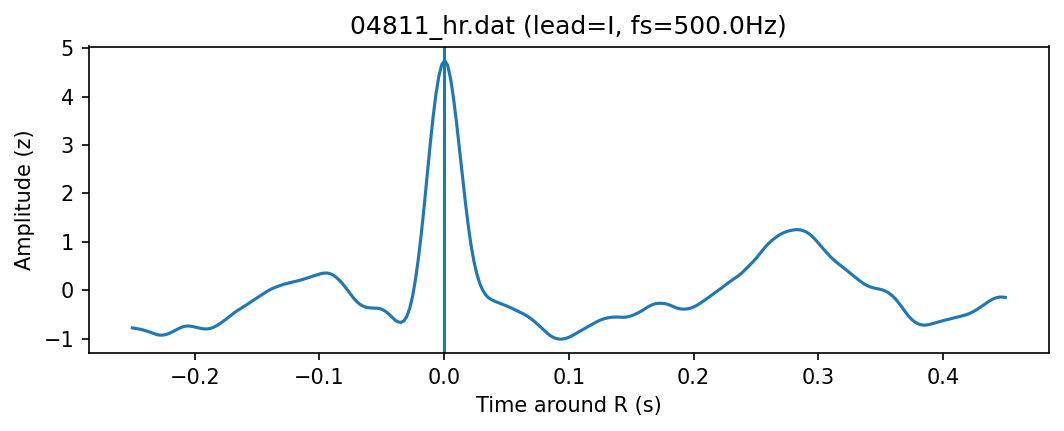 04811_hr.dat (lead=I, fs=500.0Hz)
Amplitude (z)
5
4
3
2
1
0
−1
−0.2 −0.1 0.0 0.1 0.2 0.3 0.4
Time around R (s)